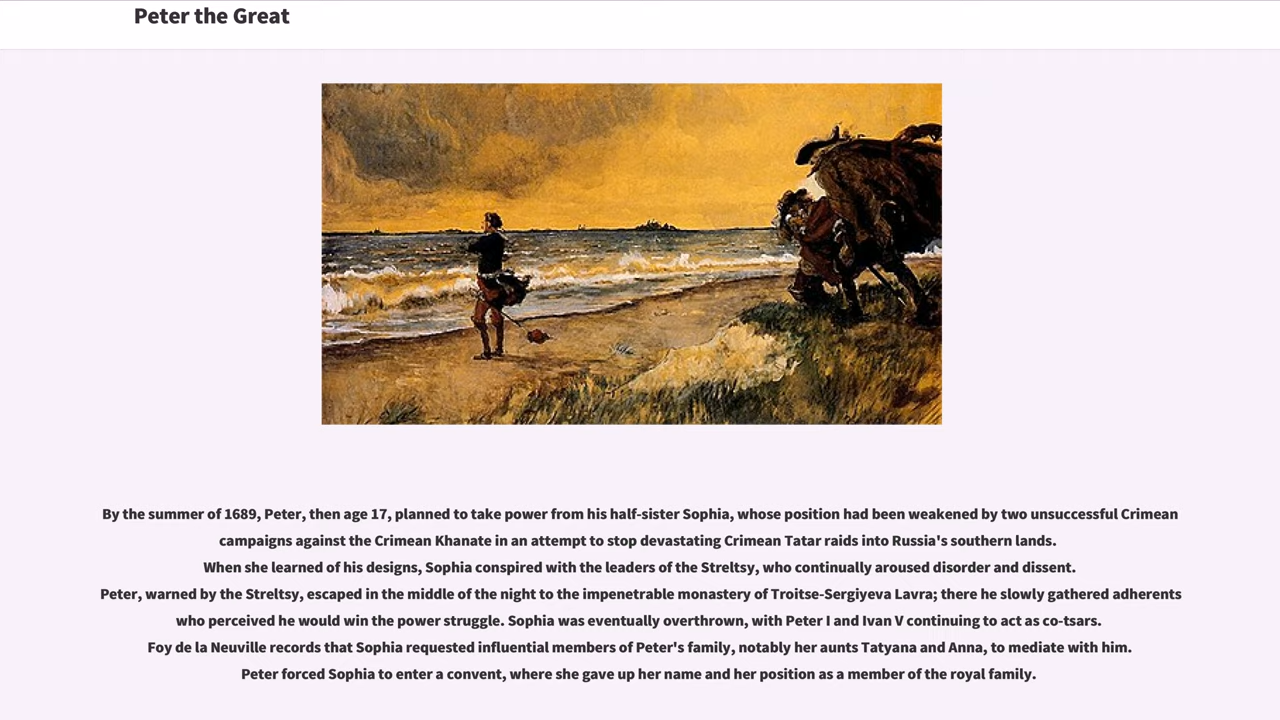 Peter the Great
By the summer of 1689, Peter, then age 17, planned to take power from his half-sister Sophia, whose position had been weakened by two unsuccessful Crimean
campaigns against the Crimean Khanate in an attempt to stop devastating Crimean Tatar raids into Russia's southern lands.
When she learned of his designs, Sophia conspired with the leaders of the Streltsy, who continually aroused disorder and dissent.
Peter, warned by the Streltsy, escaped in the middle of the night to the impenetrable monastery of Troitse-Sergiyeva Lavra; there he slowly gathered adherents
who perceived he would win the power struggle. Sophia was eventually overthrown, with Peter I and Ivan V continuing to act as co-tsars.
Foy de la Neuville records that Sophia requested influential members of Peter's family, notably her aunts Tatyana and Anna, to mediate with him.
Peter forced Sophia to enter a convent, where she gave up her name and her position as a member of the royal family.